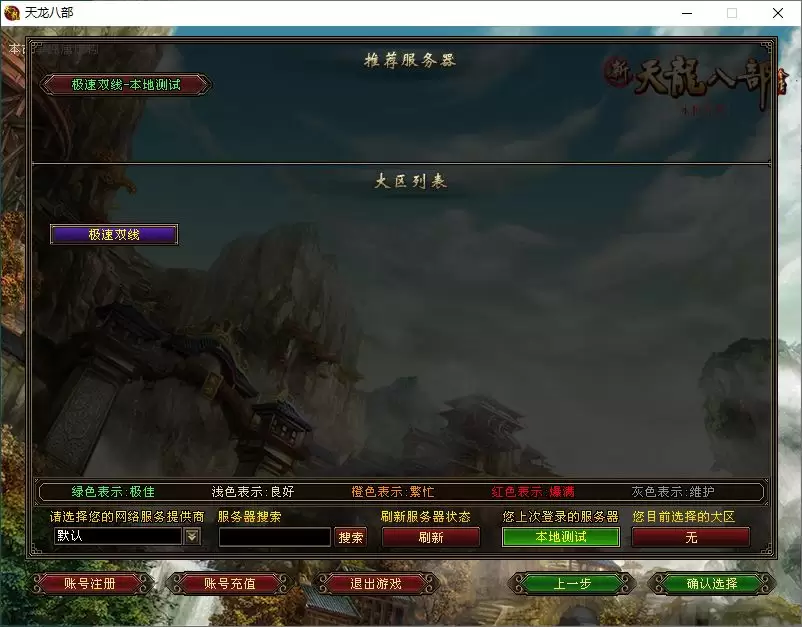 天龙八部
推荐服务器
极速双线-本地测试
新天龍八部
大区列表
极速双线
绿色表示:极佳 浅色表示:良好 橙色表示:繁忙 红色表示:爆满 灰色表示:维护
请选择您的网络服务提供商 服务器搜索 刷新服务器状态 您上次登录的服务器 您目前选择的大区
默认 搜索 刷新 本地测试 无
账号注册 账号充值 退出游戏 上一步 确认选择